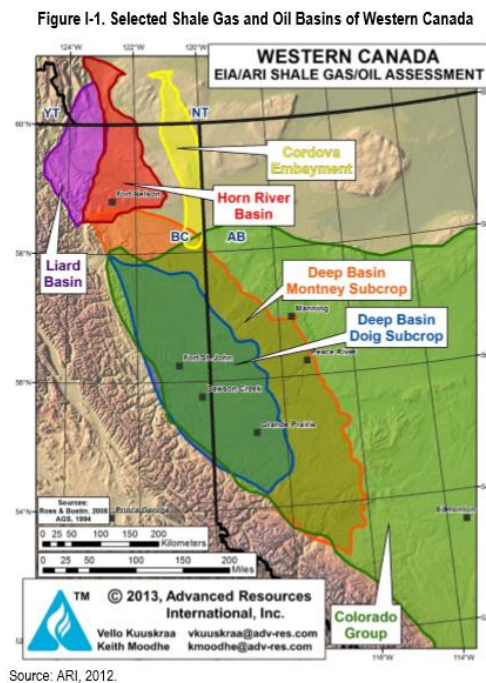 Figure I-1. Selected Shale Gas and Oil Basins of Western Canada
124°W
122°W
120°W
WESTERN CANADA
EIA/ARI SHALE GAS/OIL ASSESSMENT
60°N
YT
NT
Cordova
Embayment
Fort Nelson
Horn River
Basin
BC
AB
58°N
Liard
Basin
Deep Basin
Montney Subcrop
Manning
Deep Basin
Doig Subcrop
Peace River
Fort St. John
56°N
Dawson Creek
Grande Prairie
Sources:
Ross & Bustin, 2008
AGS, 1994
54°N
Prince George
Edmonton
0 25 50 100 150 200
Kilometers
0 25 50 100 150 200
Miles
TM © 2013, Advanced Resources
International, Inc.
Vello Kuuskraa vkuuskraa@adv-res.com
Keith Moodhe kmoodhe@adv-res.com
Colorado
Group
118°W
114°W
Source: ARI, 2012.